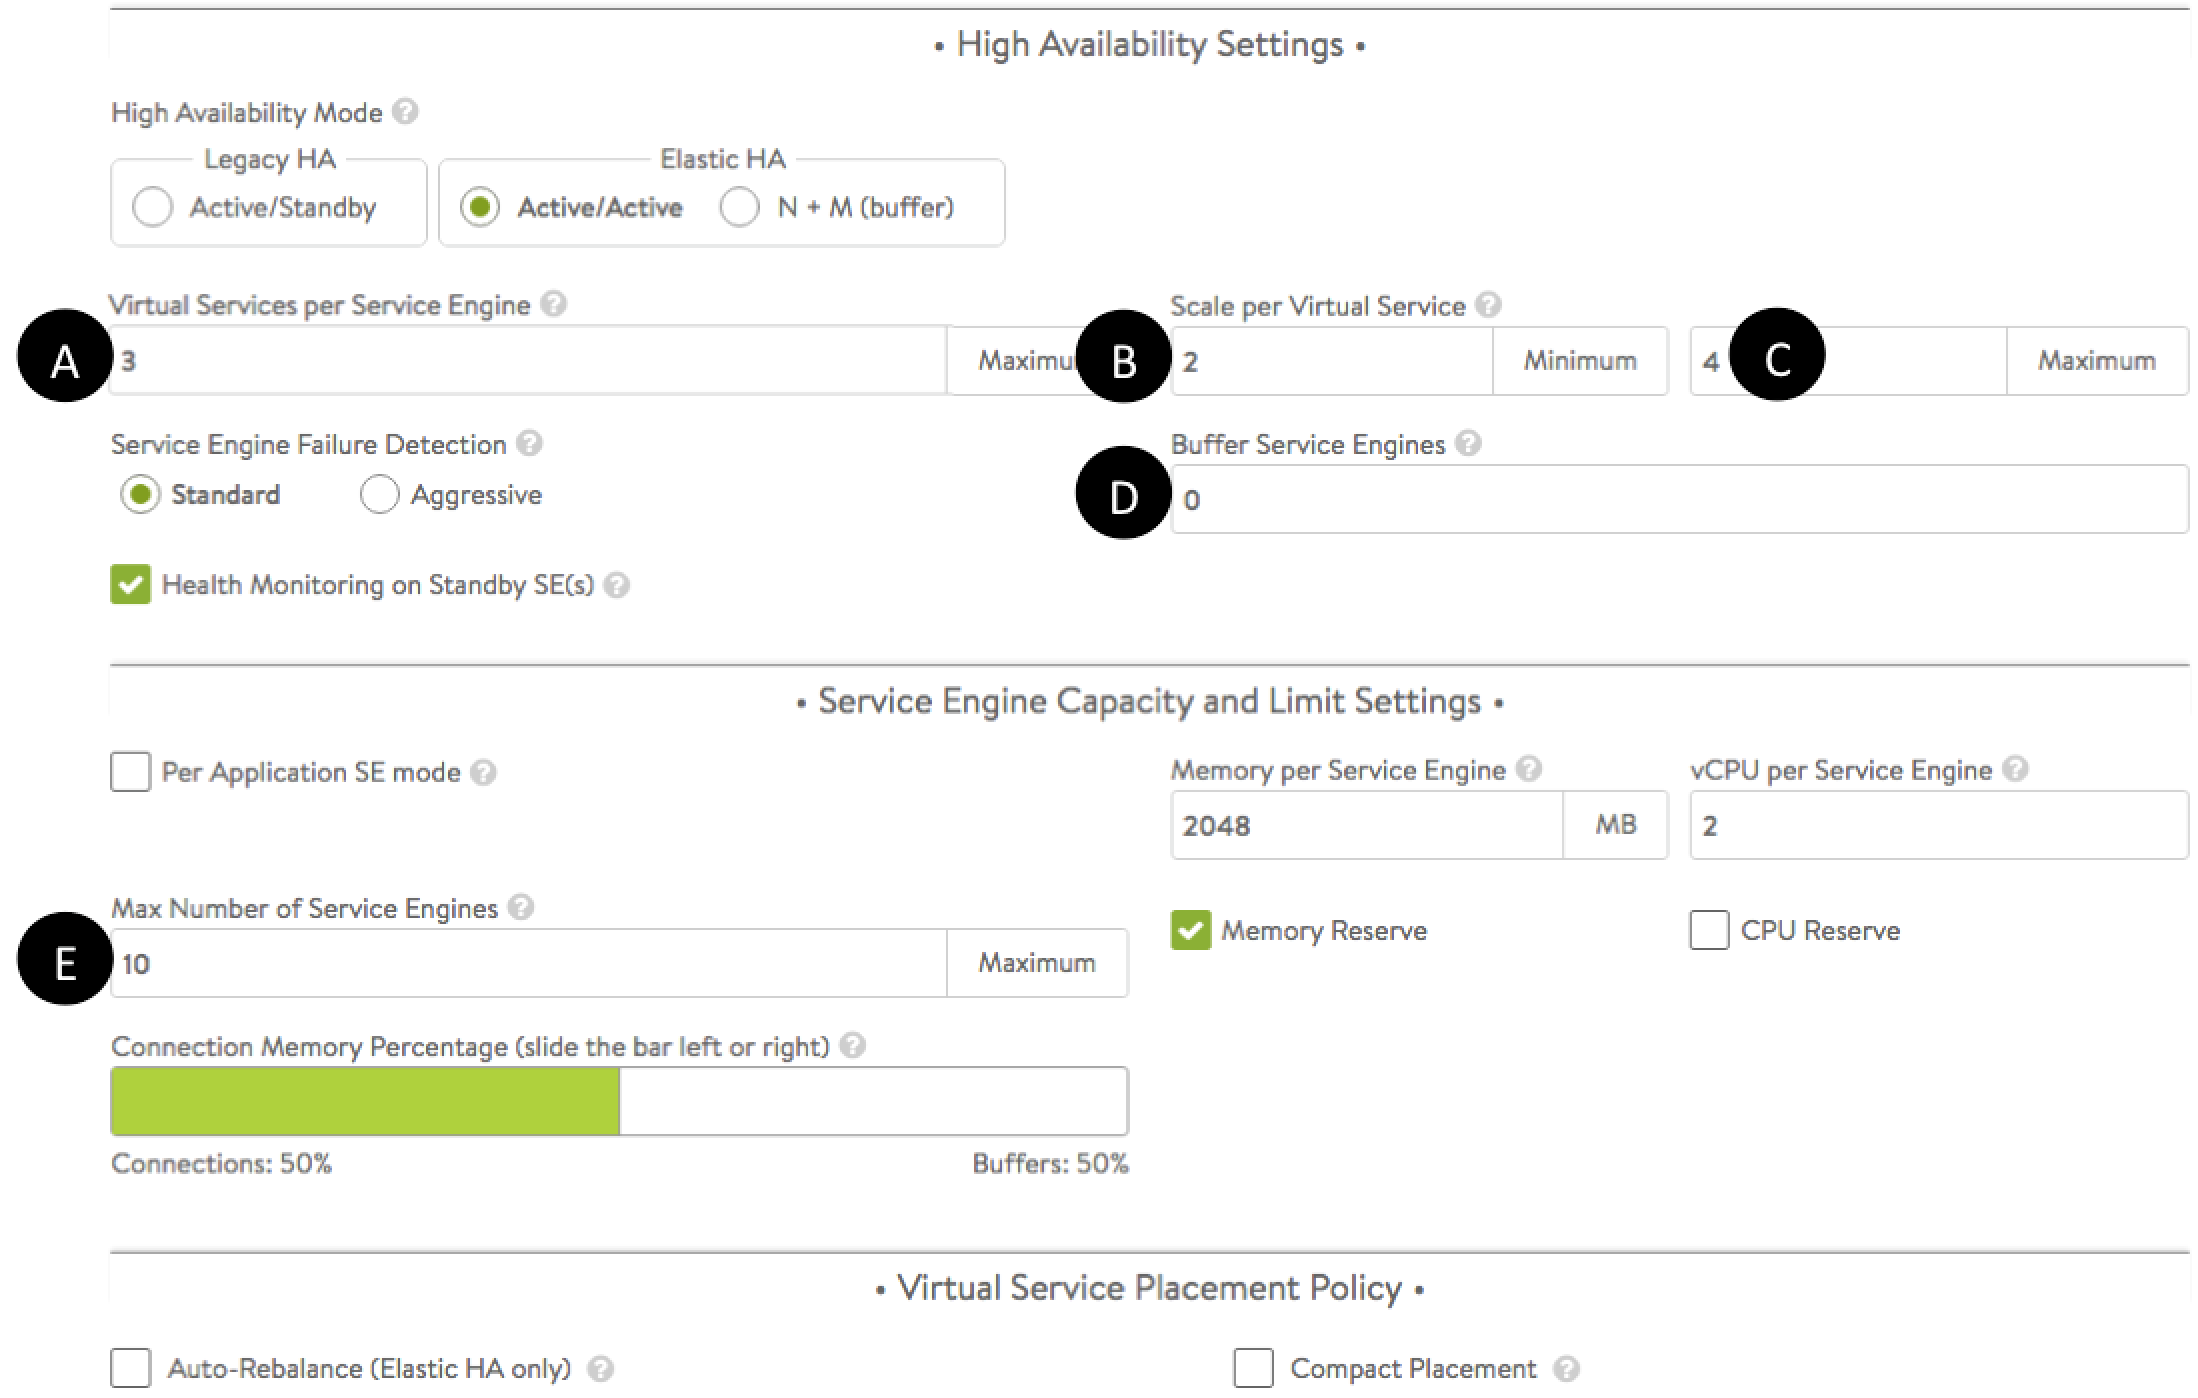 • High Availability Settings •
High Availability Mode ?
Legacy HA
Elastic HA
Active/Standby
Active/Active
N + M (buffer)
Virtual Services per Service Engine ?
Scale per Virtual Service ?
A
3
Maximu
B
2
Minimum
4
C
Maximum
Service Engine Failure Detection ?
Buffer Service Engines ?
Standard
Aggressive
D
0
Health Monitoring on Standby SE(s) ?
• Service Engine Capacity and Limit Settings •
Per Application SE mode ?
Memory per Service Engine ?
vCPU per Service Engine ?
2048
MB
2
Max Number of Service Engines ?
Memory Reserve
CPU Reserve
E
10
Maximum
Connection Memory Percentage (slide the bar left or right) ?
Connections: 50%
Buffers: 50%
• Virtual Service Placement Policy •
Auto-Rebalance (Elastic HA only) ?
Compact Placement ?